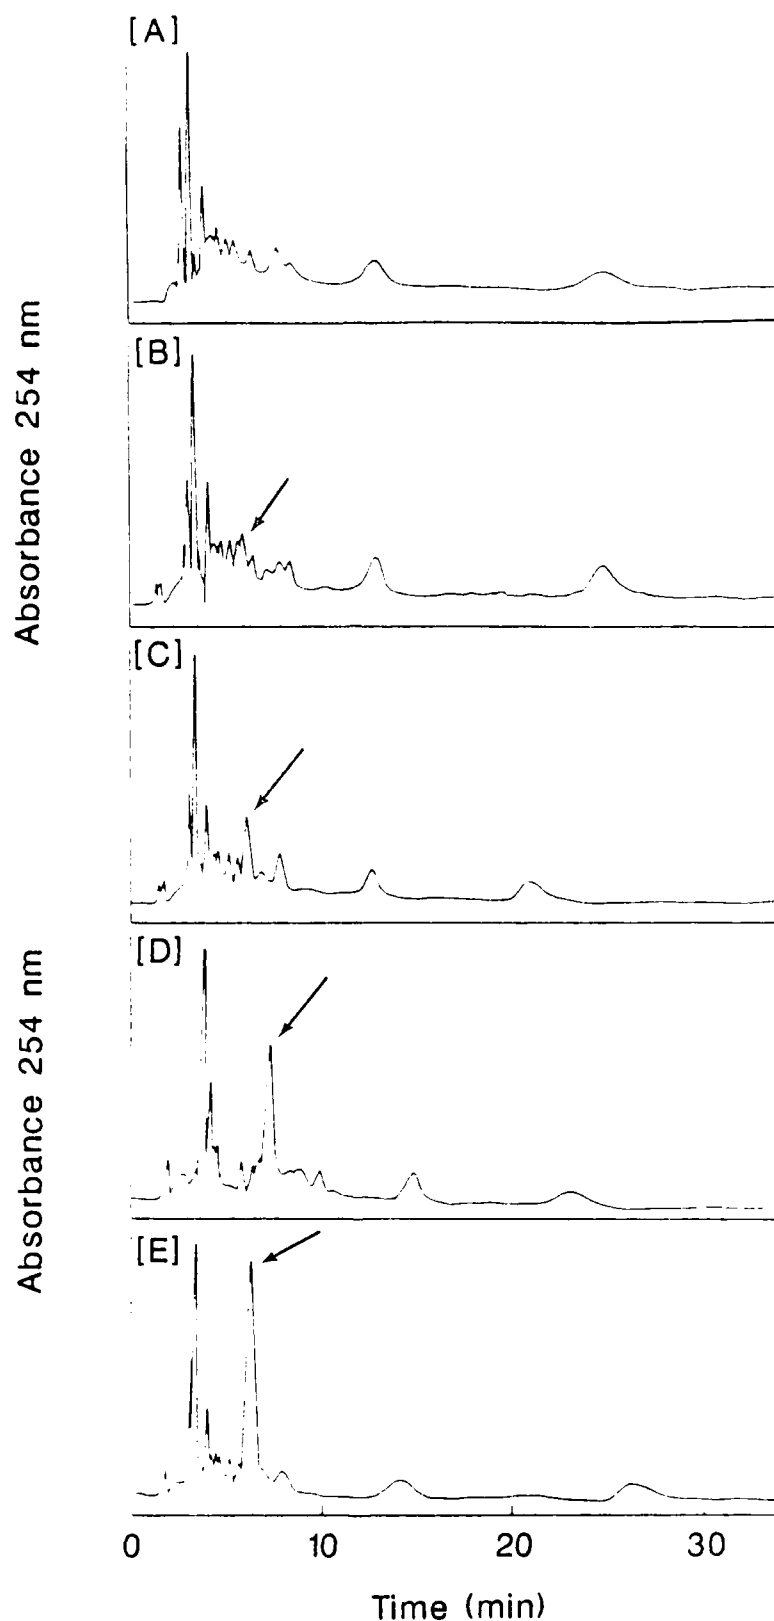 [A]
Absorbance 254 nm
[B]
[C]
[D]
Absorbance 254 nm
[E]
0 10 20 30
Time (min)